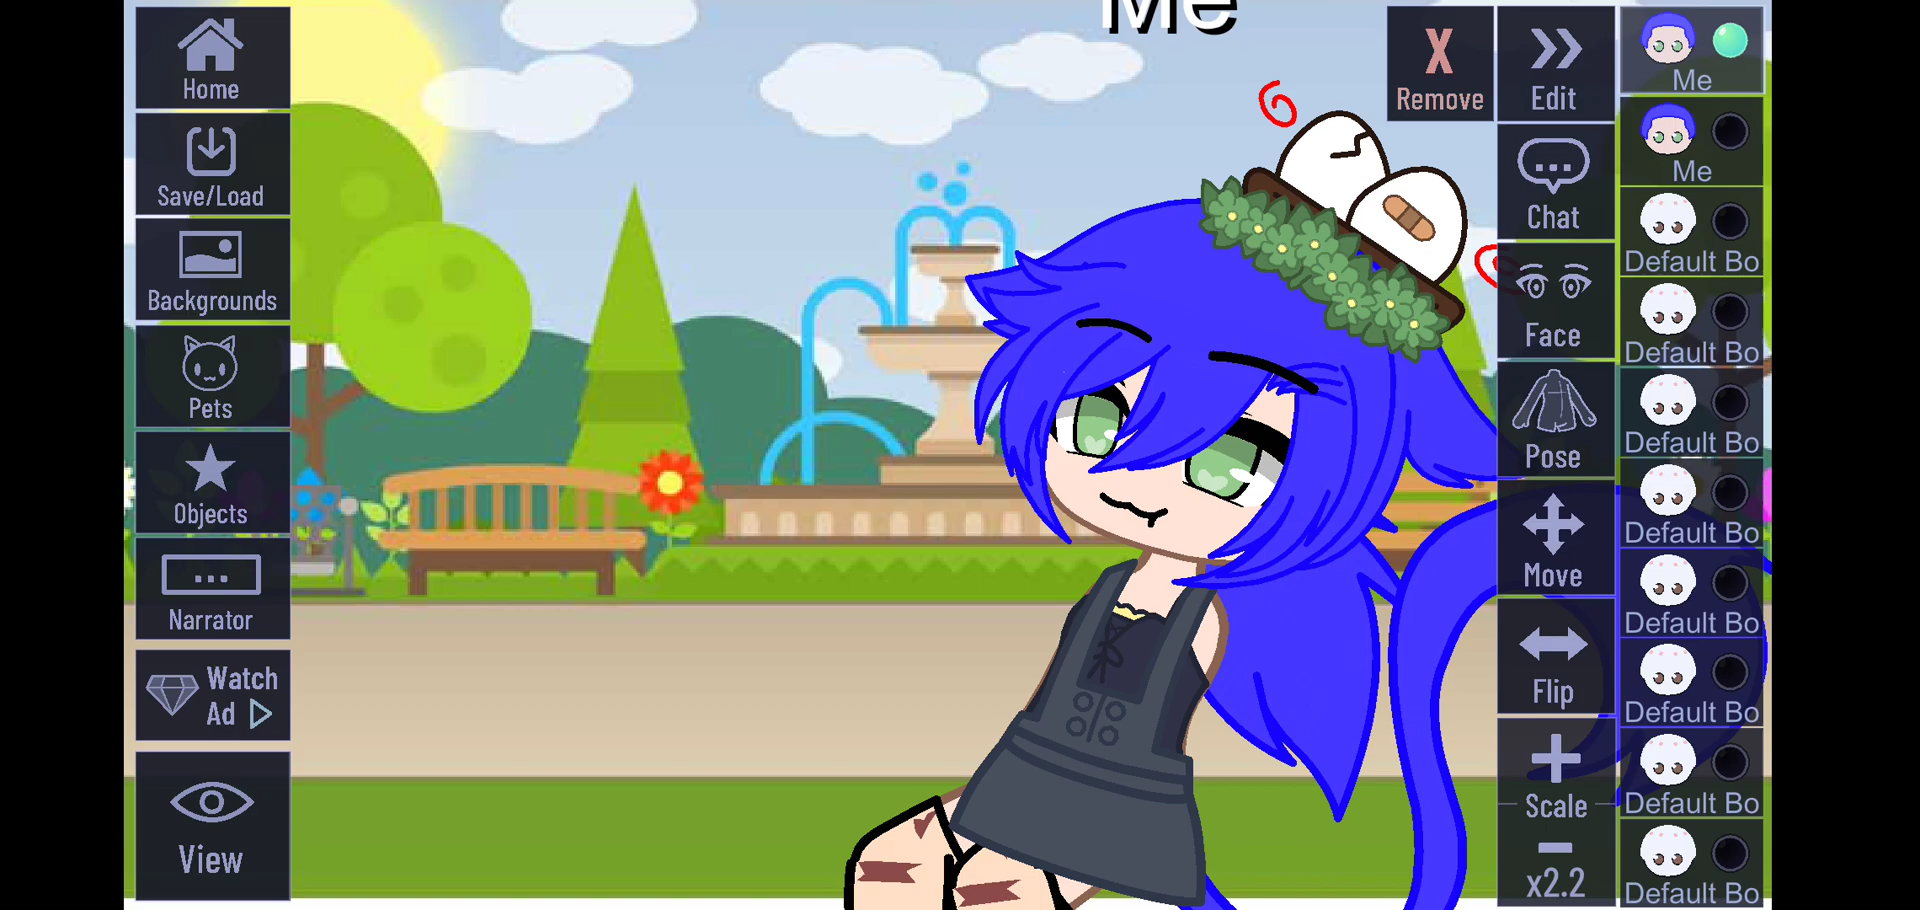 Me
Home
Save/Load
Backgrounds
Pets
Objects
Narrator
Watch
Ad
View
X
Remove
Edit
Chat
Face
Pose
Move
Flip
Scale
x2.2
Me
Me
Default Bo
Default Bo
Default Bo
Default Bo
Default Bo
Default Bo
Default Bo
Default Bo